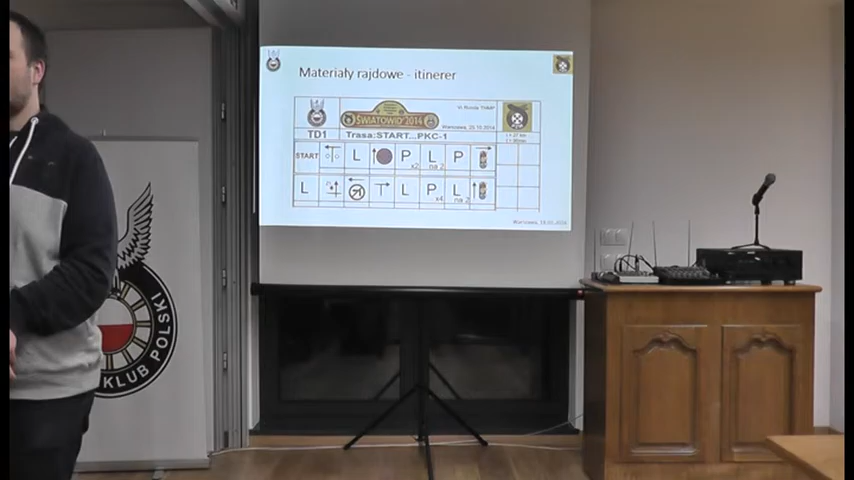 Materiały rajdowe - itinerer
ŚWIATOWID 2014
TD1
Trasa:START...PKC-1
START L P x2 L na 2 P
L T L P x4 L na 2
KLUB POLSKI